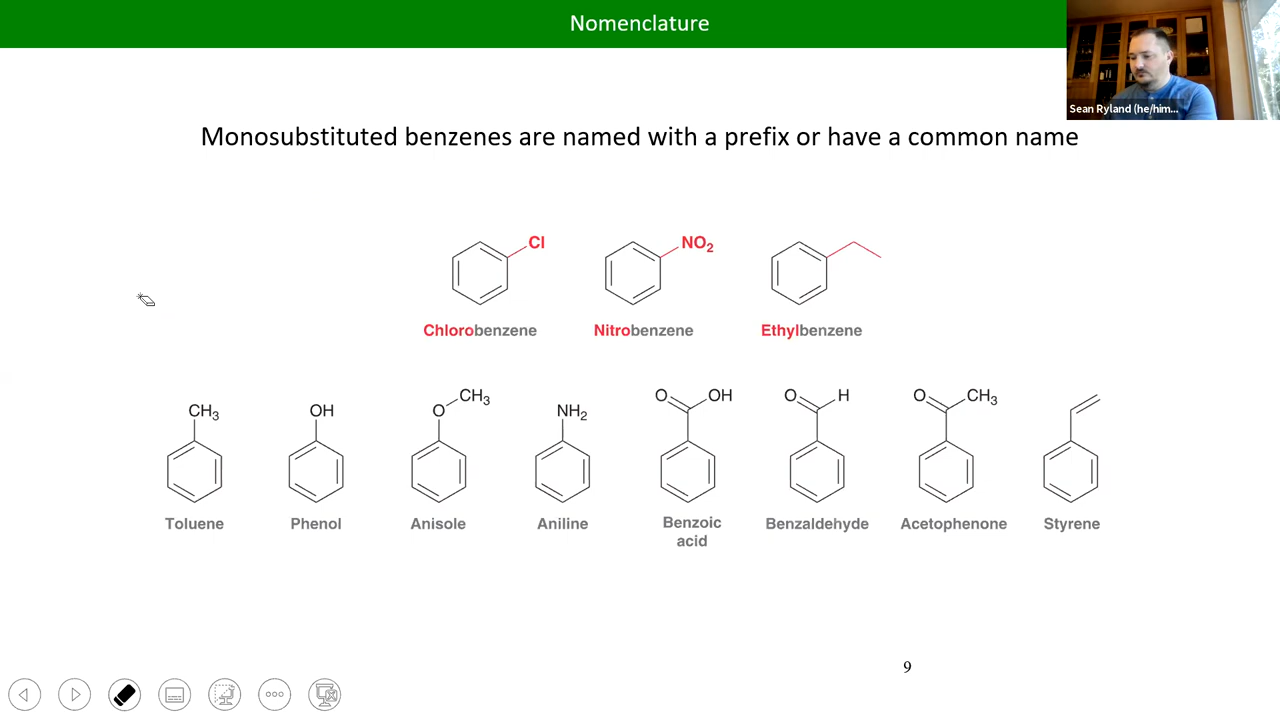 Nomenclature
Sean Ryland (he/him...
Monosubstituted benzenes are named with a prefix or have a common name
Cl NO2
Chlorobenzene Nitrobenzene Ethylbenzene
CH3 OH O CH3 NH2 O OH O H O CH3
Toluene Phenol Anisole Aniline Benzoic acid Benzaldehyde Acetophenone Styrene
9